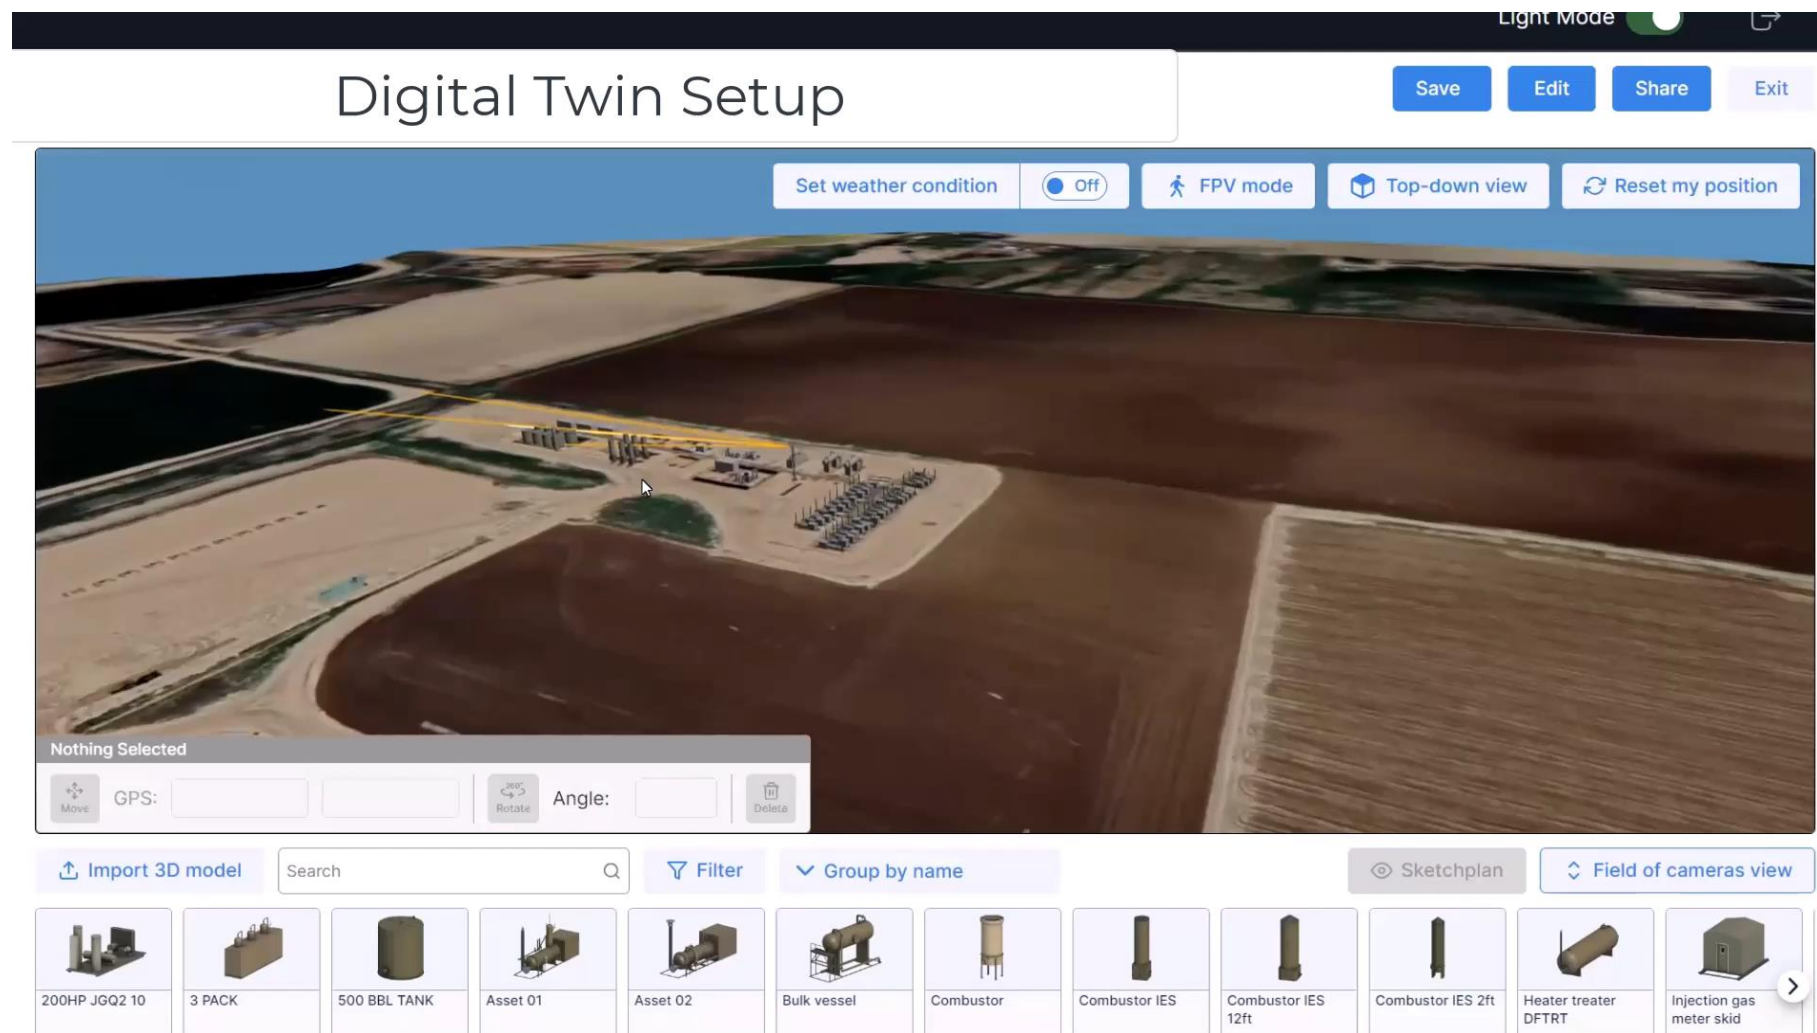 Light Mode
Digital Twin Setup
Save
Edit
Share
Exit
Set weather condition
Off
FPV mode
Top-down view
Reset my position
Nothing Selected
Move
GPS:
360°
Rotate
Angle:
Delete
Import 3D model
Search
Filter
Group by name
Sketchplan
Field of cameras view
200HP JGQ2 10
3 PACK
500 BBL TANK
Asset 01
Asset 02
Bulk vessel
Combustor
Combustor IES
Combustor IES
12ft
Combustor IES 2ft
Heater treater
DFTRT
Injection gas
meter skid